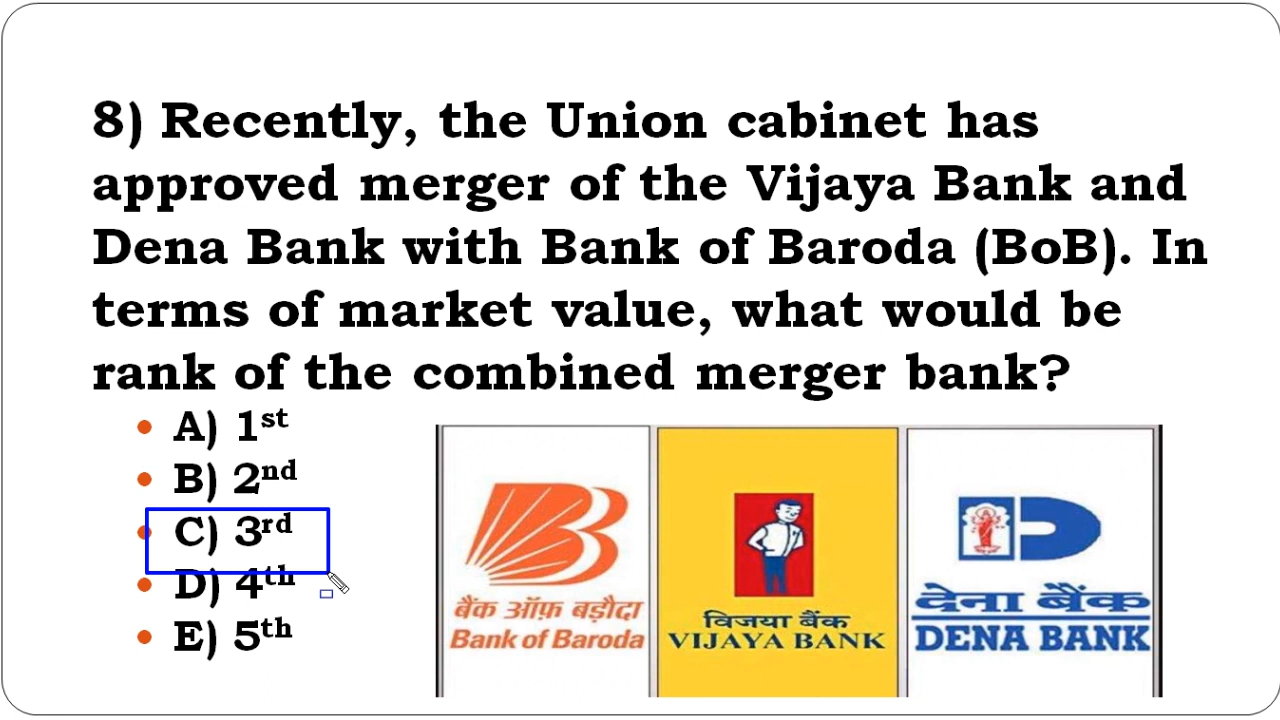 8) Recently, the Union cabinet has
approved merger of the Vijaya Bank and
Dena Bank with Bank of Baroda (BoB). In
terms of market value, what would be
rank of the combined merger bank?
A) 1st
B) 2nd
C) 3rd
D) 4th
E) 5th
बैंक ऑफ़ बड़ौदा
Bank of Baroda
विजया बैंक
VIJAYA BANK
देना बैंक
DENA BANK